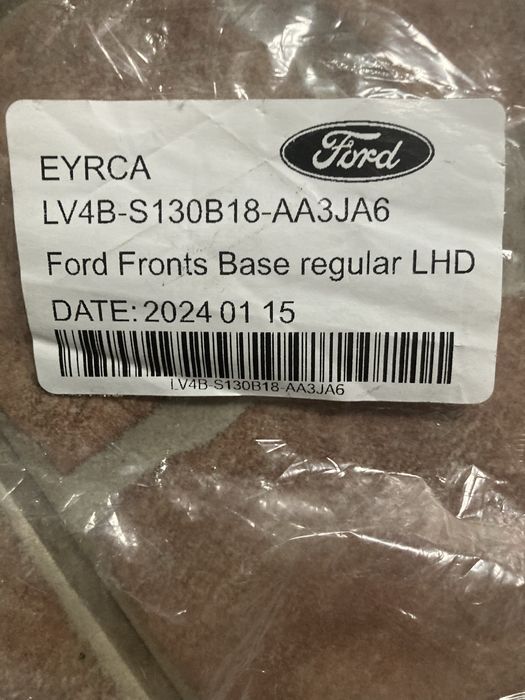 Ford
EYRCA
LV4B-S130B18-AA3JA6
Ford Fronts Base regular LHD
DATE: 2024 01 15
LV4B-S130B18-AA3JA6